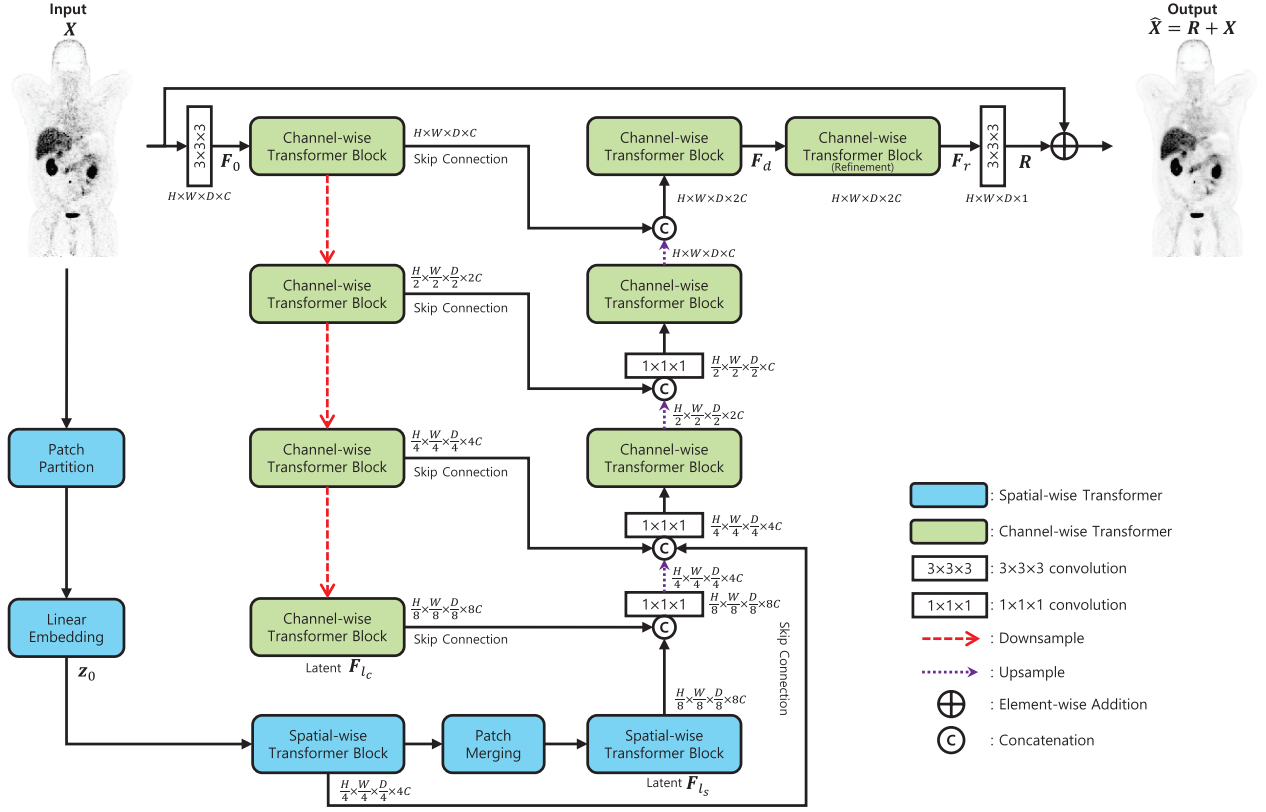 Input
X
Output
X̂ = R + X
3×3×3
F₀
H×W×D×C
Channel-wise
Transformer Block
H×W×D×C
Skip Connection
Channel-wise
Transformer Block
F_d
Channel-wise
Transformer Block
(Refinement)
F_r
3×3×3
R
H×W×D×2C
H×W×D×2C
H×W×D×1
C
H×W×D×C
Channel-wise
Transformer Block
H/2×W/2×D/2×2C
Skip Connection
Channel-wise
Transformer Block
1×1×1
H/2×W/2×D/2×C
C
H/2×W/2×D/2×2C
Patch
Partition
Channel-wise
Transformer Block
H/4×W/4×D/4×4C
Skip Connection
Channel-wise
Transformer Block
1×1×1
H/4×W/4×D/4×4C
C
H/4×W/4×D/4×4C
Linear
Embedding
z₀
Channel-wise
Transformer Block
Latent F_l_c
H/8×W/8×D/8×8C
Skip Connection
1×1×1
H/8×W/8×D/8×8C
C
H/8×W/8×D/8×8C
Skip Connection
Spatial-wise
Transformer Block
H/4×W/4×D/4×4C
Patch
Merging
Spatial-wise
Transformer Block
Latent F_l_s
: Spatial-wise Transformer
: Channel-wise Transformer
3×3×3 : 3×3×3 convolution
1×1×1 : 1×1×1 convolution
: Downsample
: Upsample
: Element-wise Addition
C : Concatenation